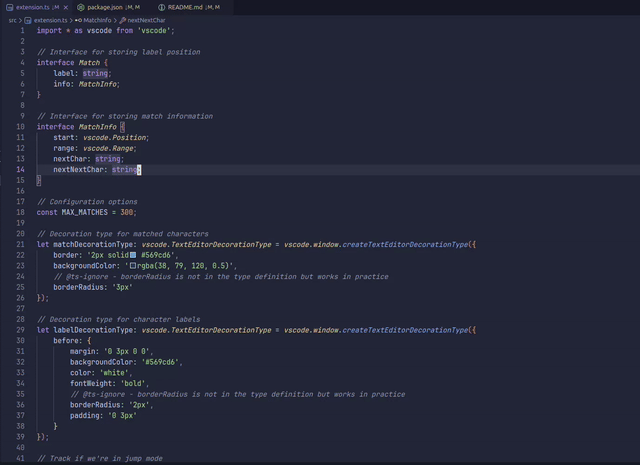 extension.ts ↓M ×
package.json ↓M, M
README.md ↓M, M
src > extension.ts > MatchInfo > nextNextChar
1 import * as vscode from 'vscode';
2
3 // Interface for storing label position
4 interface Match {
5     label: string;
6     info: MatchInfo;
7 }
8
9 // Interface for storing match information
10 interface MatchInfo {
11     start: vscode.Position;
12     range: vscode.Range;
13     nextChar: string;
14     nextNextChar: string;
15 }
16
17 // Configuration options
18 const MAX_MATCHES = 300;
19
20 // Decoration type for matched characters
21 let matchDecorationType: vscode.TextEditorDecorationType = vscode.window.createTextEditorDecorationType({
22     border: '2px solid #569cd6',
23     backgroundColor: 'rgba(38, 79, 120, 0.5)',
24     // @ts-ignore - borderRadius is not in the type definition but works in practice
25     borderRadius: '3px'
26 });
27
28 // Decoration type for character labels
29 let labelDecorationType: vscode.TextEditorDecorationType = vscode.window.createTextEditorDecorationType({
30     before: {
31         margin: '0 3px 0 0',
32         backgroundColor: '#569cd6',
33         color: 'white',
34         fontWeight: 'bold',
35         // @ts-ignore - borderRadius is not in the type definition but works in practice
36         borderRadius: '2px',
37         padding: '0 3px'
38     }
39 });
40
41 // Track if we're in jump mode